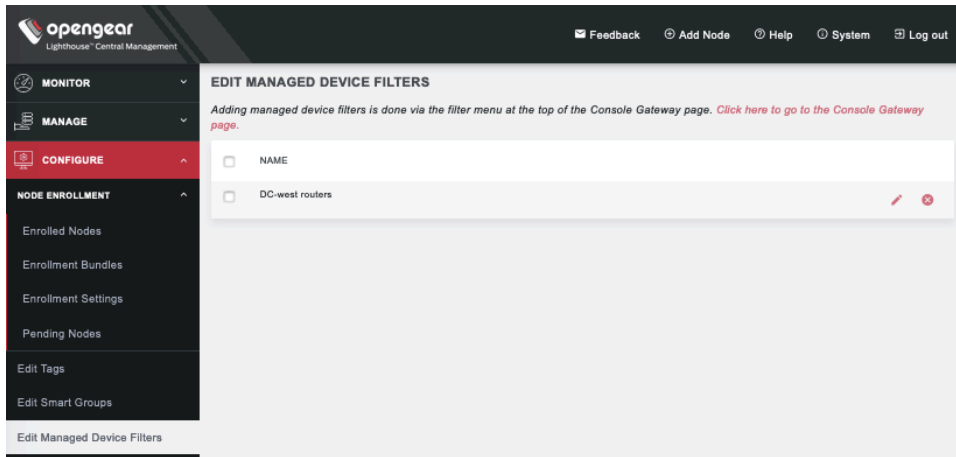 opengear
Lighthouse™ Central Management
Feedback
Add Node
Help
System
Log out
MONITOR
MANAGE
CONFIGURE
NODE ENROLLMENT
Enrolled Nodes
Enrollment Bundles
Enrollment Settings
Pending Nodes
Edit Tags
Edit Smart Groups
Edit Managed Device Filters
EDIT MANAGED DEVICE FILTERS
Adding managed device filters is done via the filter menu at the top of the Console Gateway page. Click here to go to the Console Gateway
page.
NAME
DC-west routers